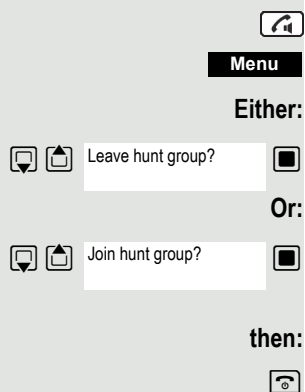 Menu
Either:
Leave hunt group?
Or:
Join hunt group?
then: